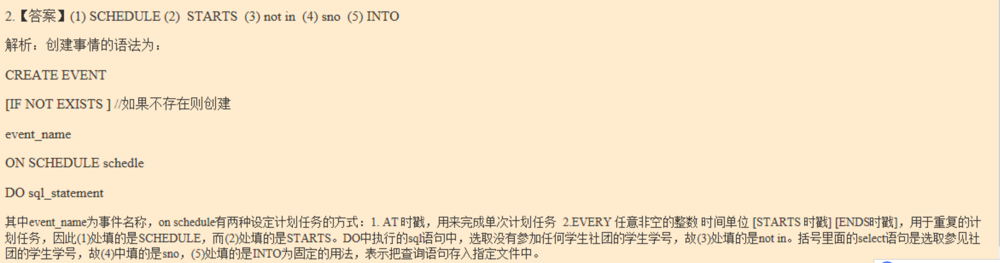 2.【答案】(1) SCHEDULE (2) STARTS (3) not in (4) sno (5) INTO
解析：创建事情的语法为：
CREATE EVENT
[IF NOT EXISTS ] //如果不存在则创建
event_name
ON SCHEDULE schedle
DO sql_statement
其中event_name为事件名称，on schedule有两种设定计划任务的方式：1. AT 时戳，用来完成单次计划任务 2.EVERY 任意非空的整数 时间单位 [STARTS 时戳] [ENDS时戳]，用于重复的计
划任务，因此(1)处填的是SCHEDULE，而(2)处填的是STARTS。DO中执行的sql语句中，选取没有参加任何学生社团的学生学号，故(3)处填的是not in。括号里面的select语句是选取参见社
团的学生学号，故(4)中填的是sno，(5)处填的是INTO为固定的用法，表示把查询语句存入指定文件中。